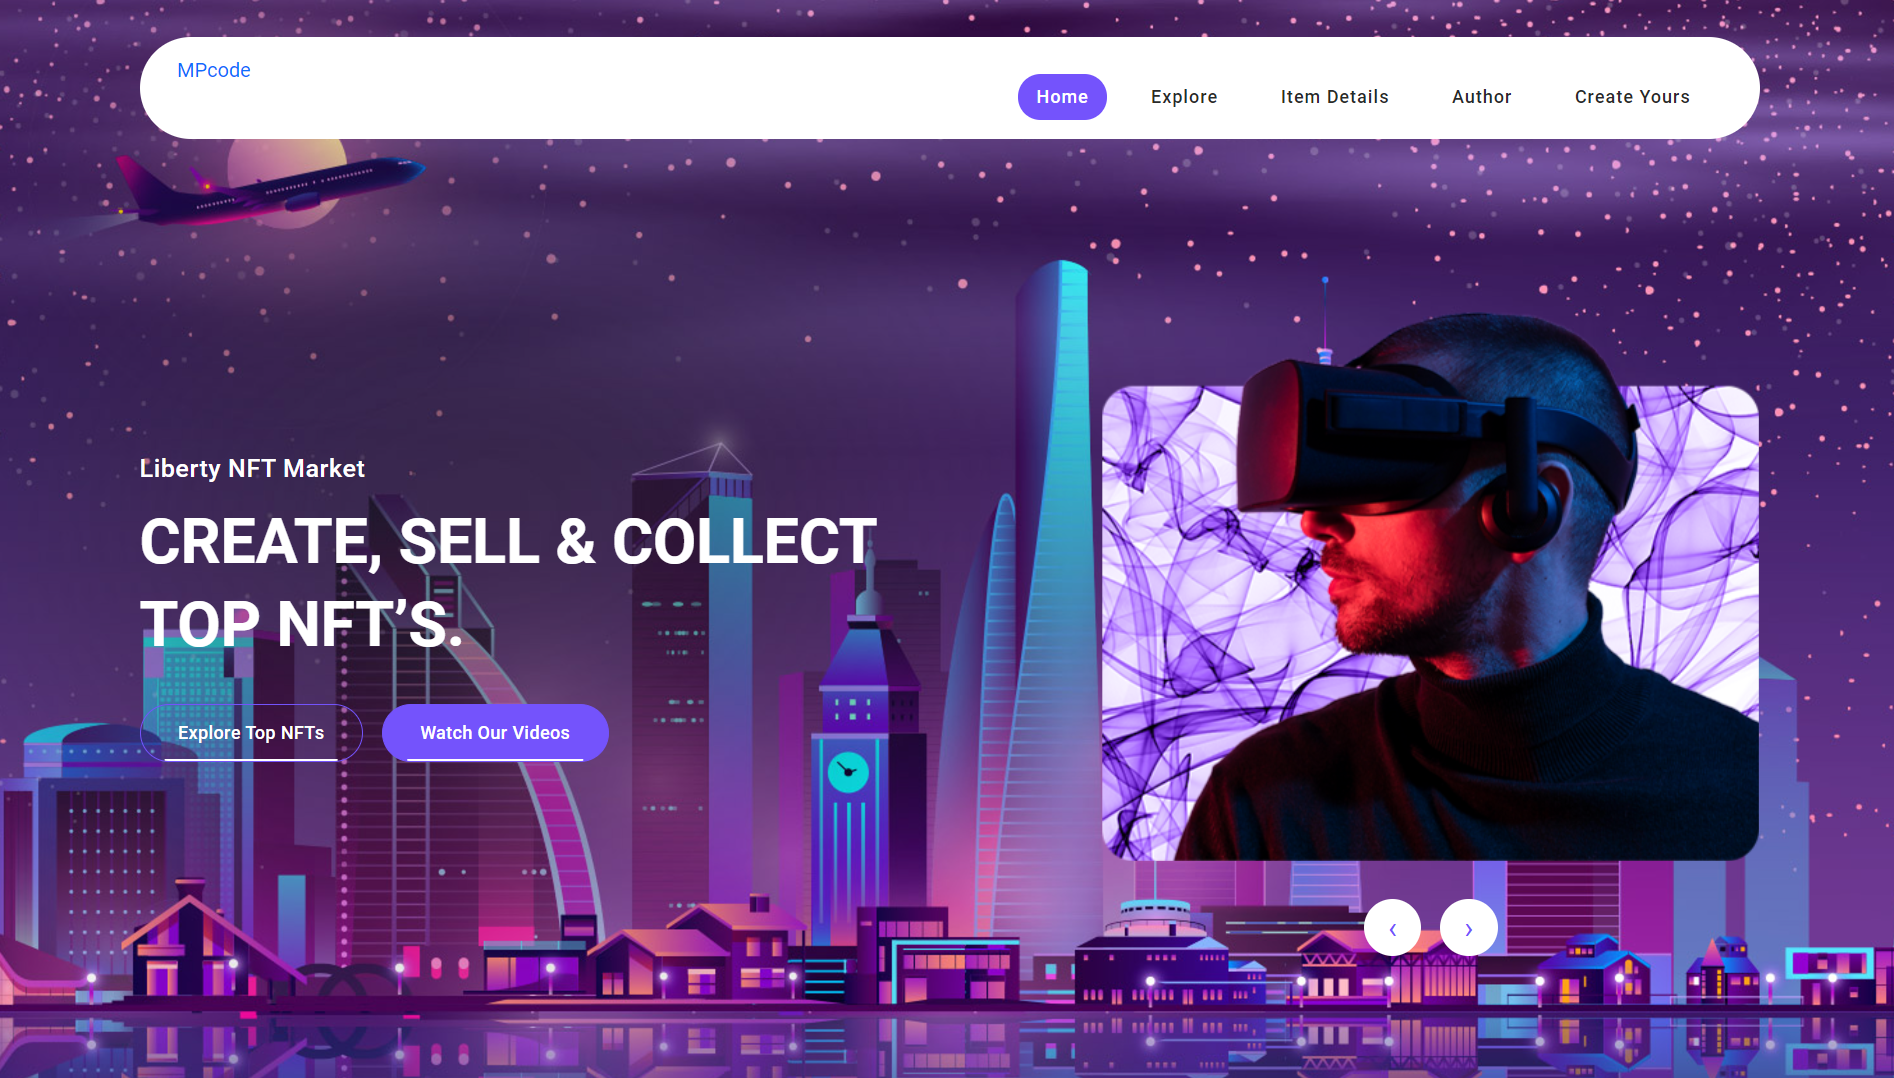 MPcode
Home
Explore
Item Details
Author
Create Yours
Liberty NFT Market
CREATE, SELL & COLLECT
TOP NFT’S.
Explore Top NFTs
Watch Our Videos
‹
›